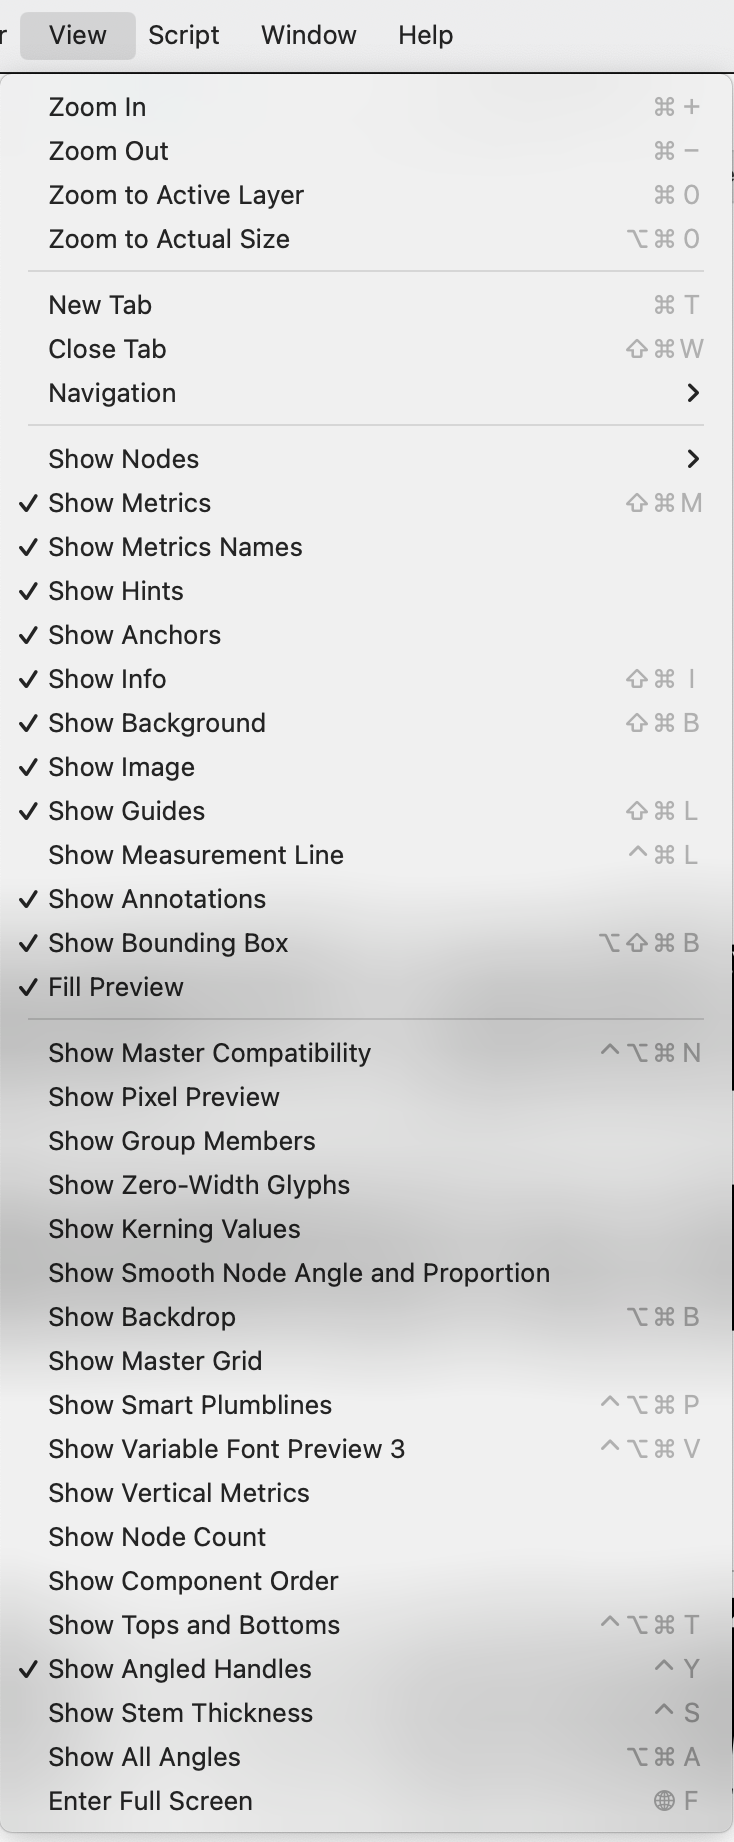 r View Script Window Help
Zoom In ⌘ +
Zoom Out ⌘ −
Zoom to Active Layer ⌘ 0
Zoom to Actual Size ⌥ ⌘ 0
New Tab ⌘ T
Close Tab ⇧ ⌘ W
Navigation
Show Nodes
✓ Show Metrics ⇧ ⌘ M
✓ Show Metrics Names
✓ Show Hints
✓ Show Anchors
✓ Show Info ⇧ ⌘ I
✓ Show Background ⇧ ⌘ B
✓ Show Image
✓ Show Guides ⇧ ⌘ L
Show Measurement Line ^ ⌘ L
✓ Show Annotations
✓ Show Bounding Box ⌥ ⇧ ⌘ B
✓ Fill Preview
Show Master Compatibility ^ ⌥ ⌘ N
Show Pixel Preview
Show Group Members
Show Zero-Width Glyphs
Show Kerning Values
Show Smooth Node Angle and Proportion
Show Backdrop ⌥ ⌘ B
Show Master Grid
Show Smart Plumblines ^ ⌥ ⌘ P
Show Variable Font Preview 3 ^ ⌥ ⌘ V
Show Vertical Metrics
Show Node Count
Show Component Order
Show Tops and Bottoms ^ ⌥ ⌘ T
✓ Show Angled Handles ^ Y
Show Stem Thickness ^ S
Show All Angles ⌥ ⌘ A
Enter Full Screen 🌐 F